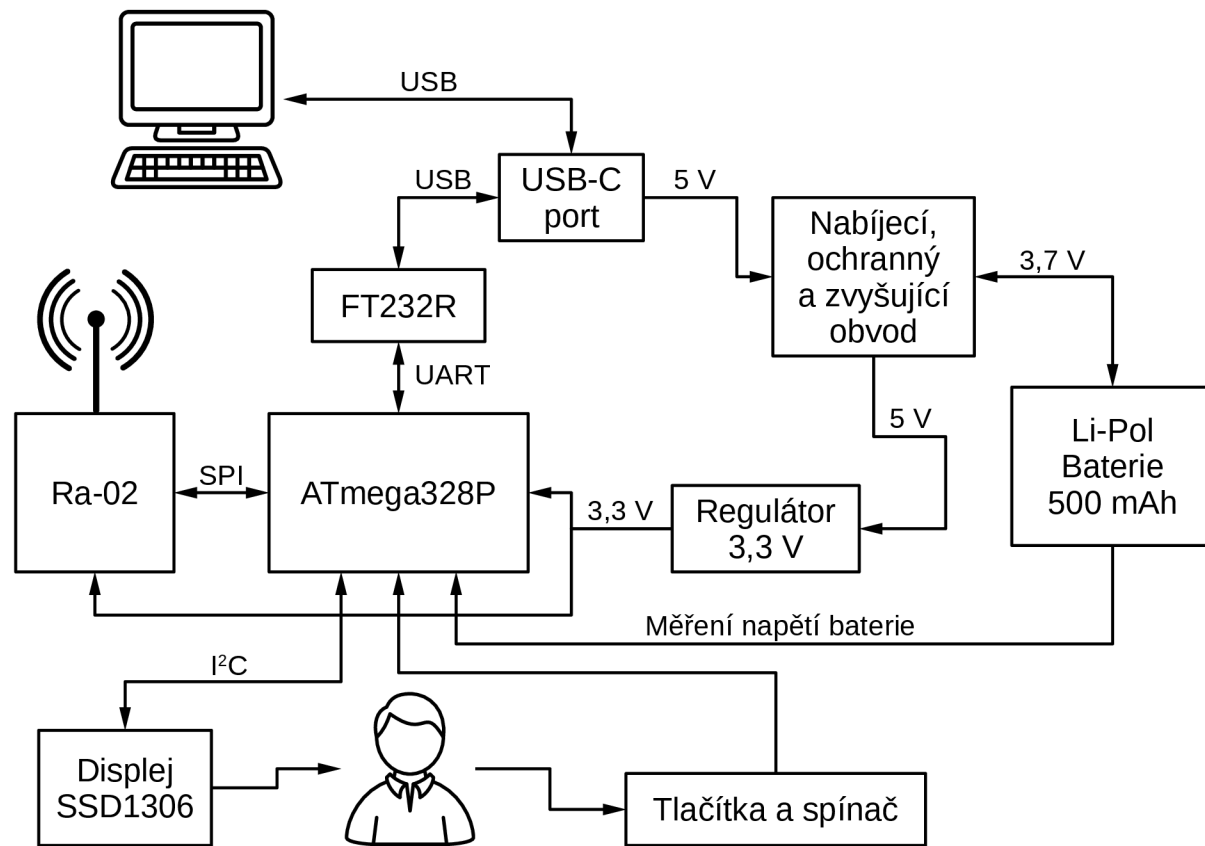 USB
USB
USB-C
port
5 V
Nabíjecí,
ochranný
a zvyšující
obvod
3,7 V
FT232R
UART
5 V
Li-Pol
Baterie
500 mAh
Ra-02
SPI
ATmega328P
3,3 V
Regulátor
3,3 V
Měření napětí baterie
I²C
Displej
SSD1306
Tlačítka a spínač